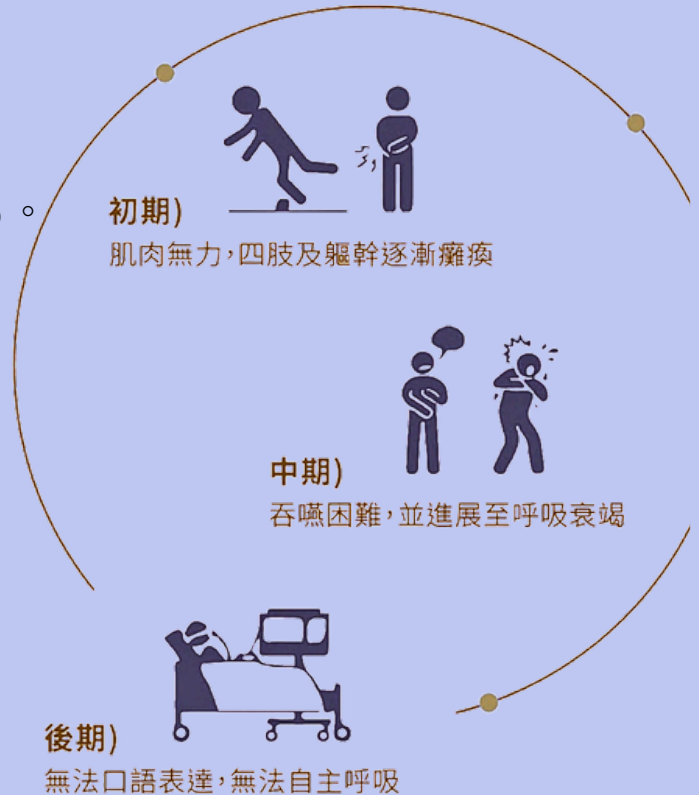 。
初期)
肌肉無力，四肢及軀幹逐漸癱瘓
中期)
吞嚥困難，並進展至呼吸衰竭
後期)
無法口語表達，無法自主呼吸